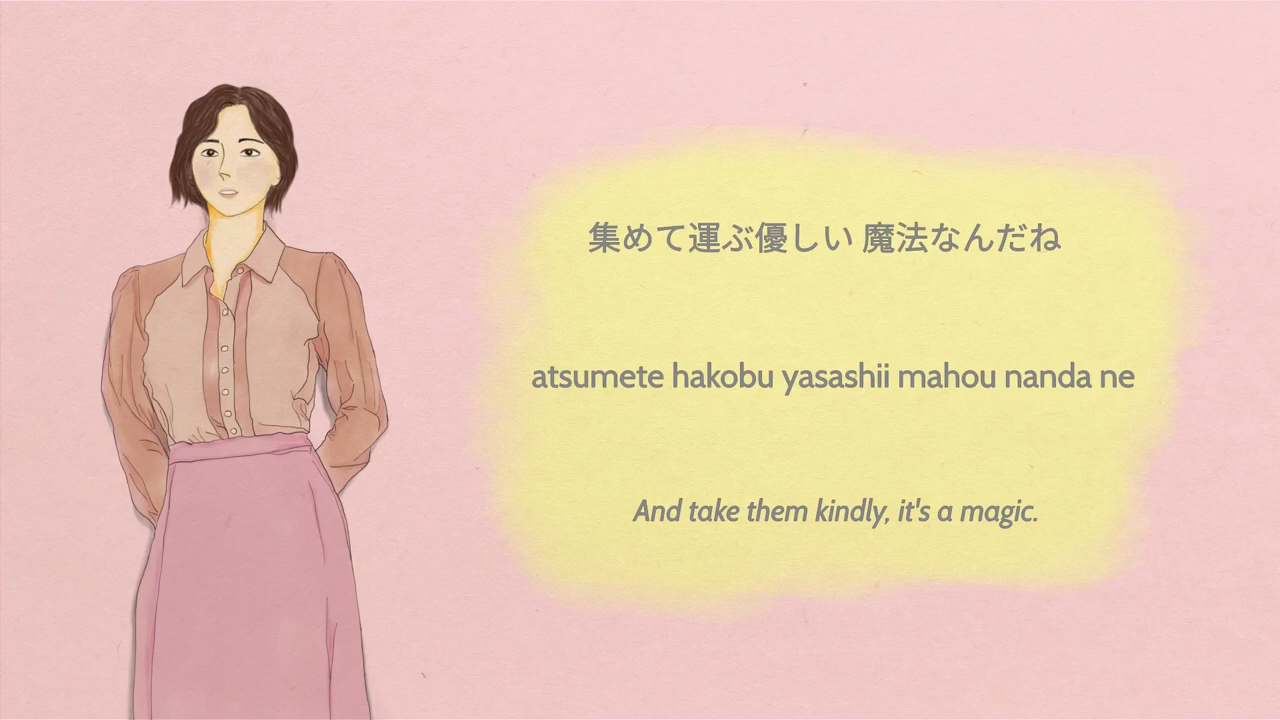 集めて運ぶ優しい 魔法なんだね
atsumete hakobu yasashii mahou nanda ne
And take them kindly, it's a magic.